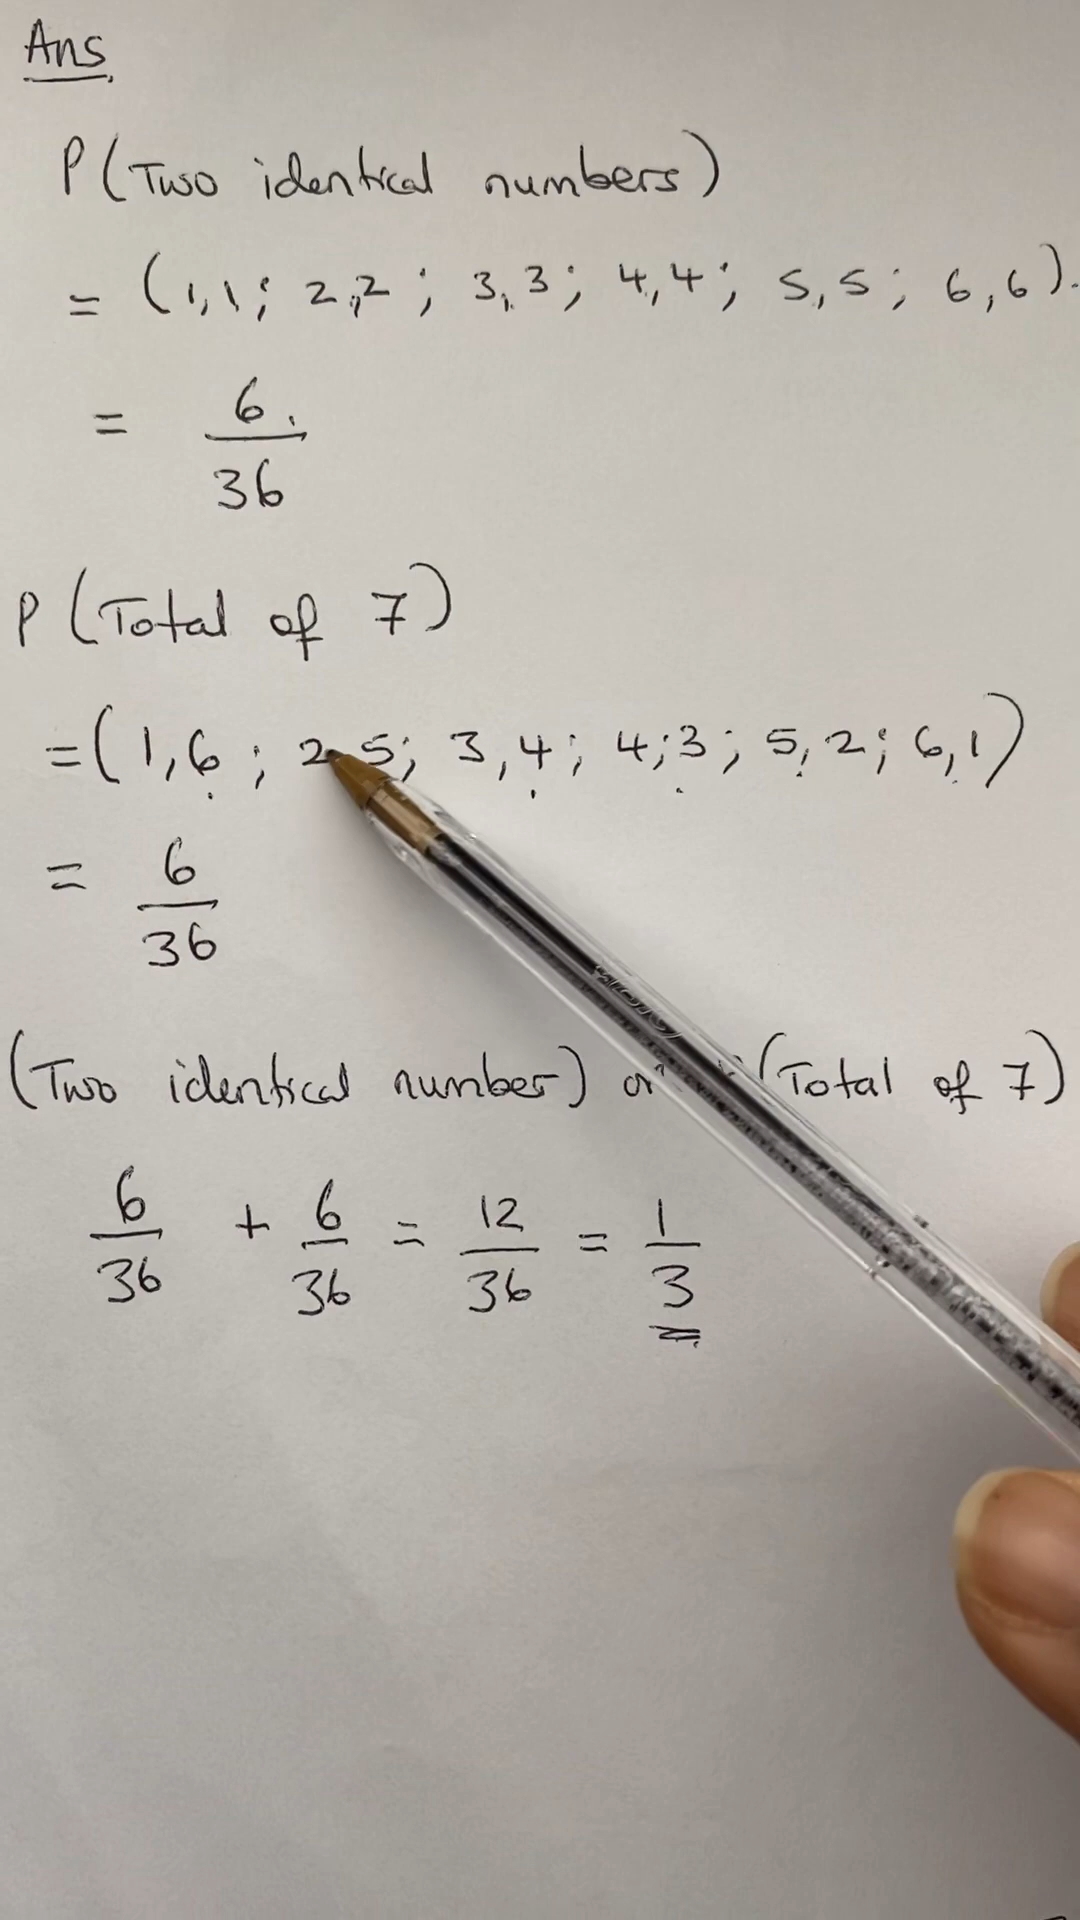 Ans
P(Two identical numbers)
= (1,1; 2,2; 3,3; 4,4; 5,5; 6,6).
= 6/36
P(Total of 7)
=(1,6; 2 5; 3,4; 4;3; 5,2; 6,1)
= 6/36
(Two identical number) or (Total of 7)
6/36 + 6/36 = 12/36 = 1/3